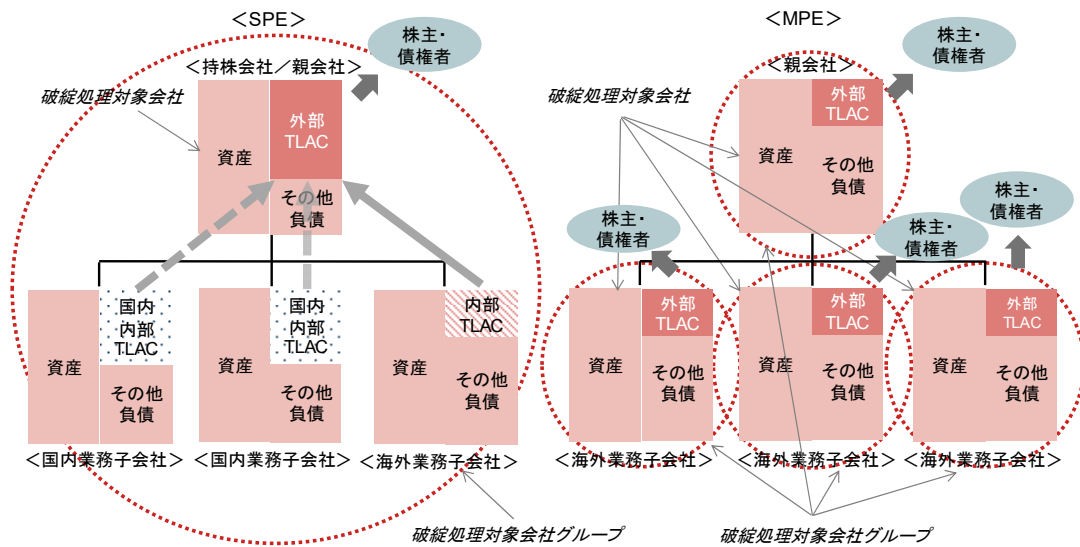 ＜SPE＞
株主・
債権者
＜持株会社／親会社＞
破綻処理対象会社
資産
外部
TLAC
その他
負債
国内
内部
TLAC
資産
その他
負債
＜国内業務子会社＞
国内
内部
TLAC
資産
その他
負債
＜国内業務子会社＞
内部
TLAC
資産
その他
負債
＜海外業務子会社＞
破綻処理対象会社グループ
＜MPE＞
株主・
債権者
＜親会社＞
破綻処理対象会社
資産
外部
TLAC
その他
負債
株主・
債権者
株主・
債権者
株主・
債権者
資産
外部
TLAC
その他
負債
＜海外業務子会社＞
資産
外部
TLAC
その他
負債
＜海外業務子会社＞
資産
外部
TLAC
その他
負債
＜海外業務子会社＞
破綻処理対象会社グループ